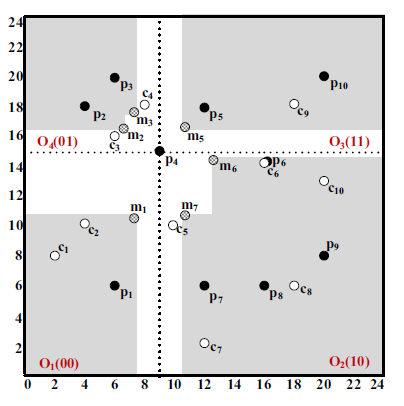 24
22
20 p3 p10
c4 c9
18 p2 m3 p5
16 m2 m5
O4(01) c3 O3(11)
14 p4 m6 p6
c6
12 m1 m7 c10
10 c2 c5
c1 p9
8
6 p1 p7 p8 c8
4
2 c7
O1(00) O2(10)
0 2 4 6 8 10 12 14 16 18 20 22 24